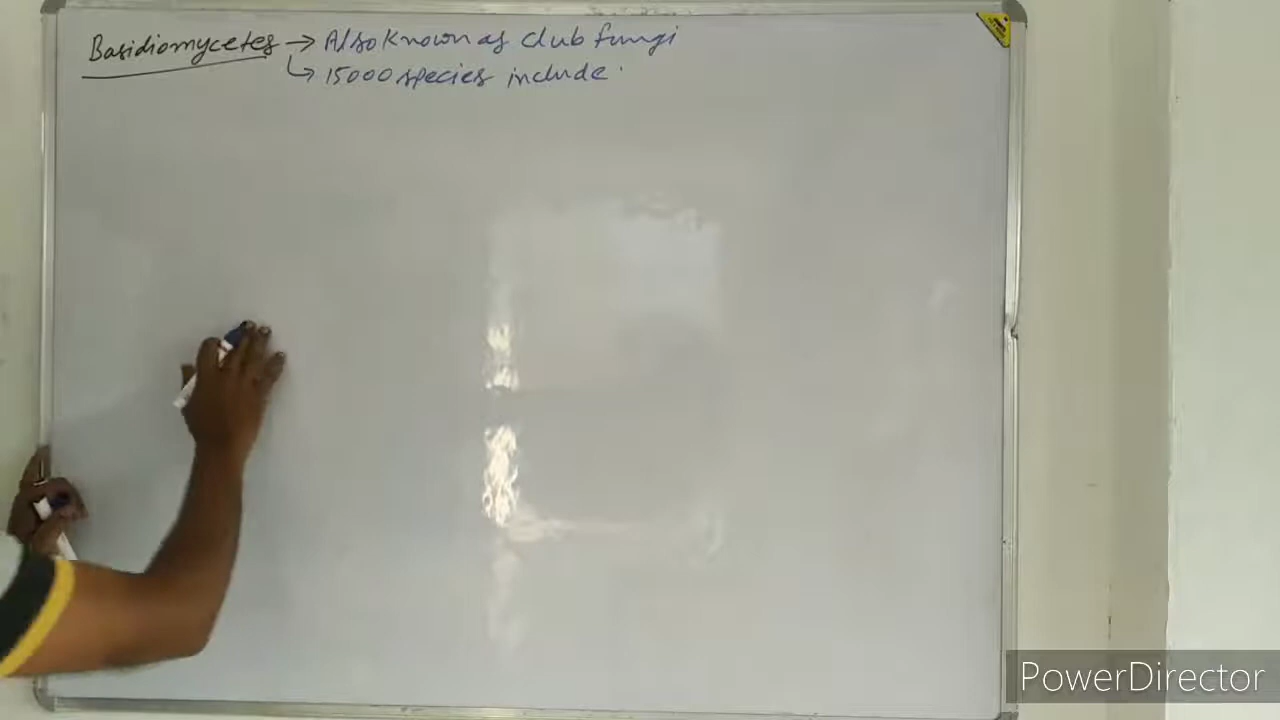 Basidiomycetes → Also known as club fungi
↳ 15000 species include
PowerDirector